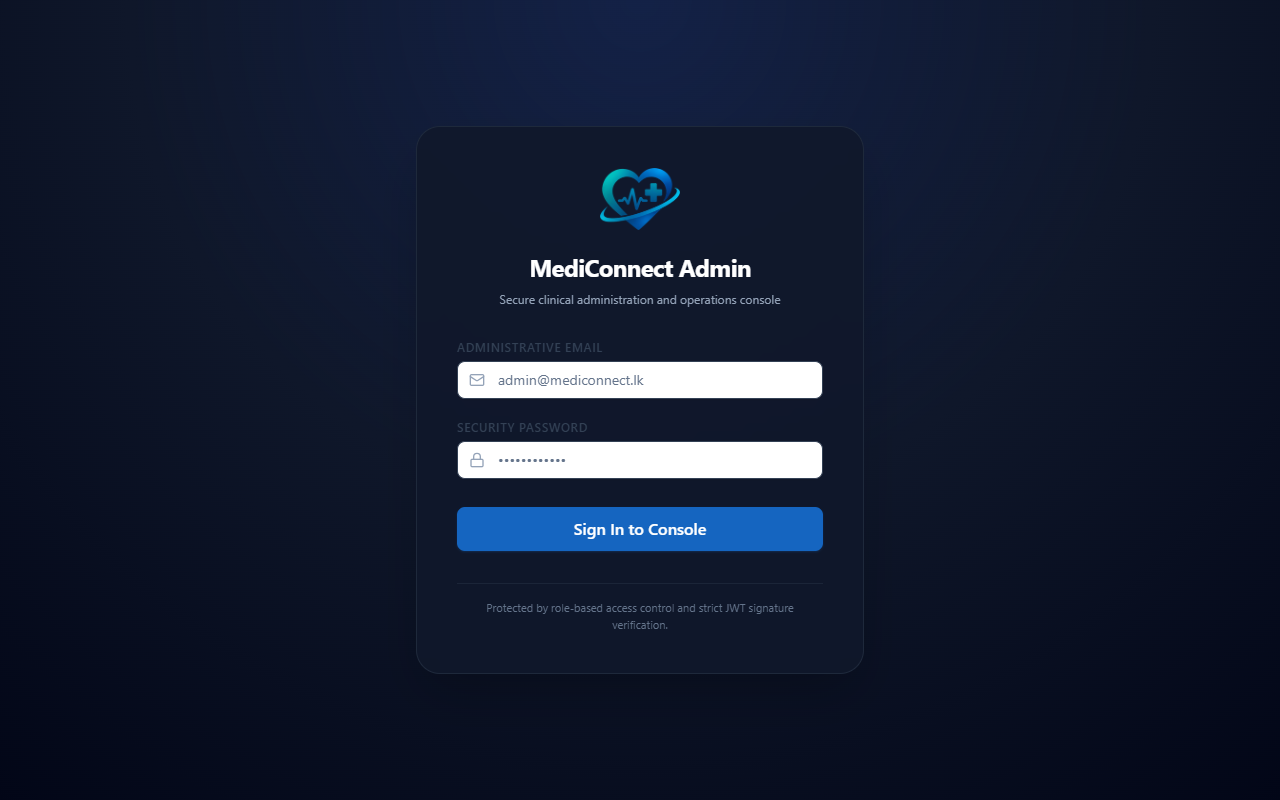 MediConnect Admin
Secure clinical administration and operations console
ADMINISTRATIVE EMAIL
admin@mediconnect.lk
SECURITY PASSWORD
••••••••••••
Sign In to Console
Protected by role-based access control and strict JWT signature
verification.